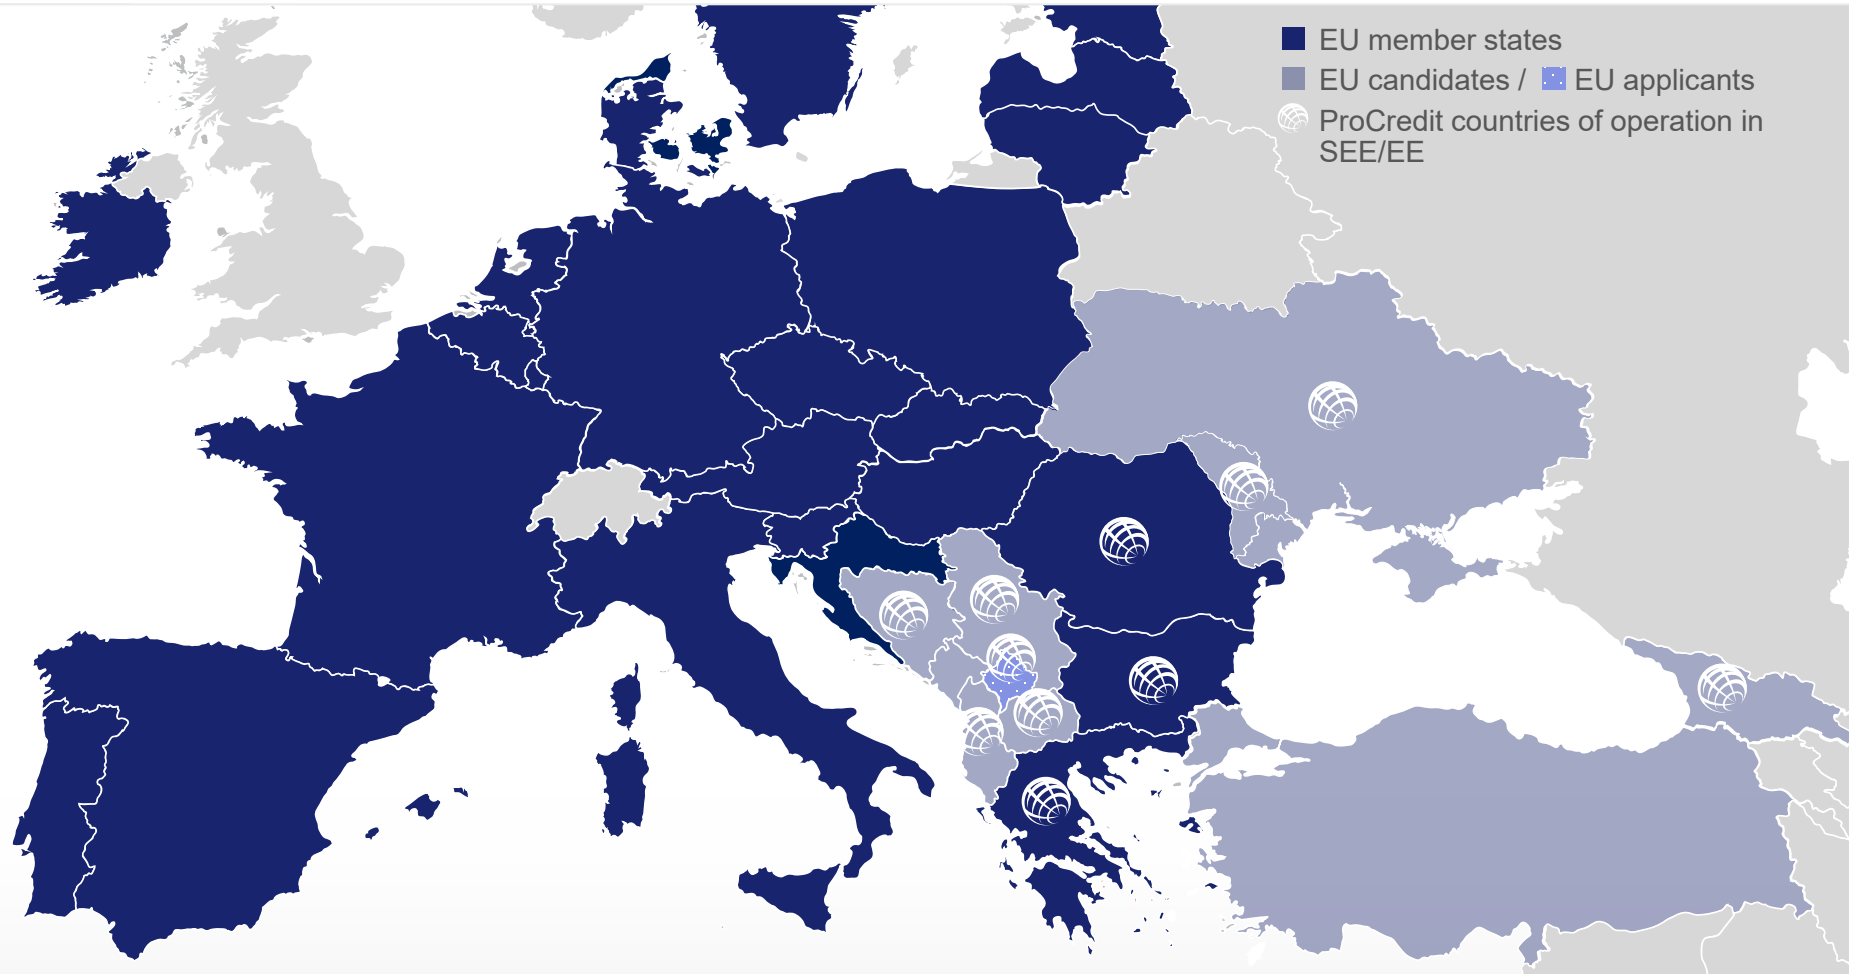 EU member states
EU candidates / EU applicants
ProCredit countries of operation in
SEE/EE